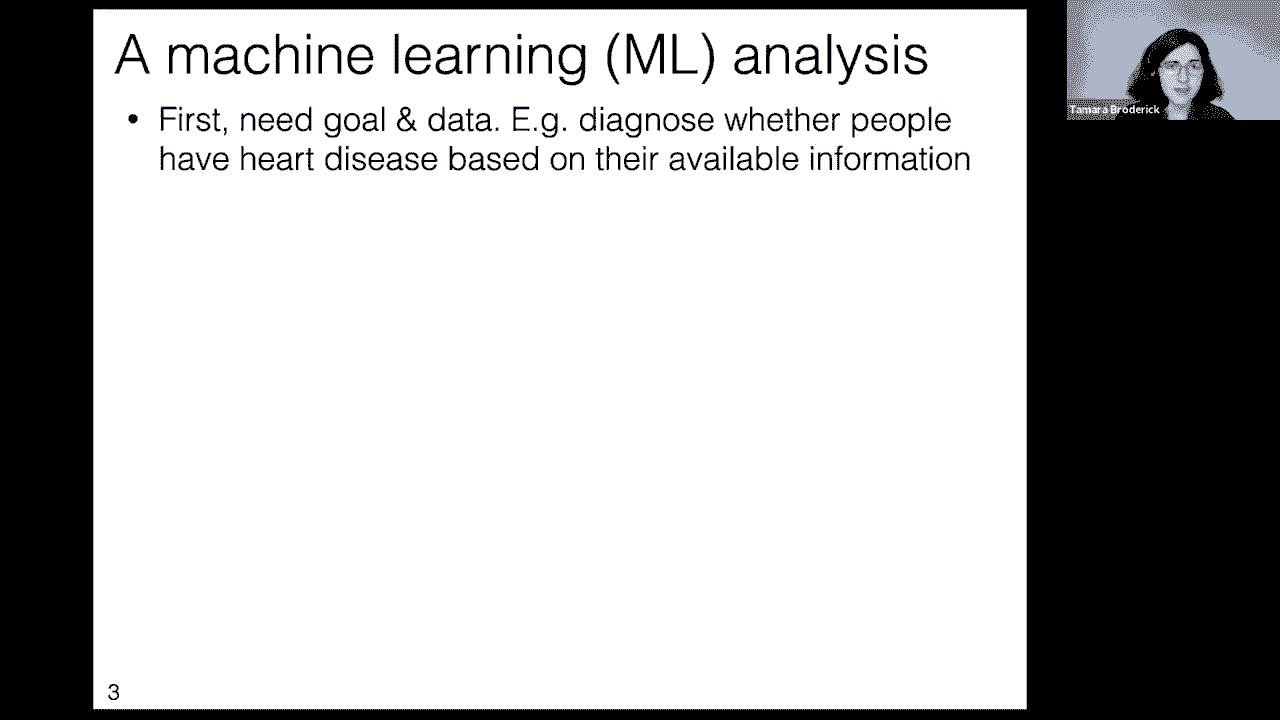 A machine learning (ML) analysis
• First, need goal & data. E.g. diagnose whether people
have heart disease based on their available information
3
Tamara Broderick